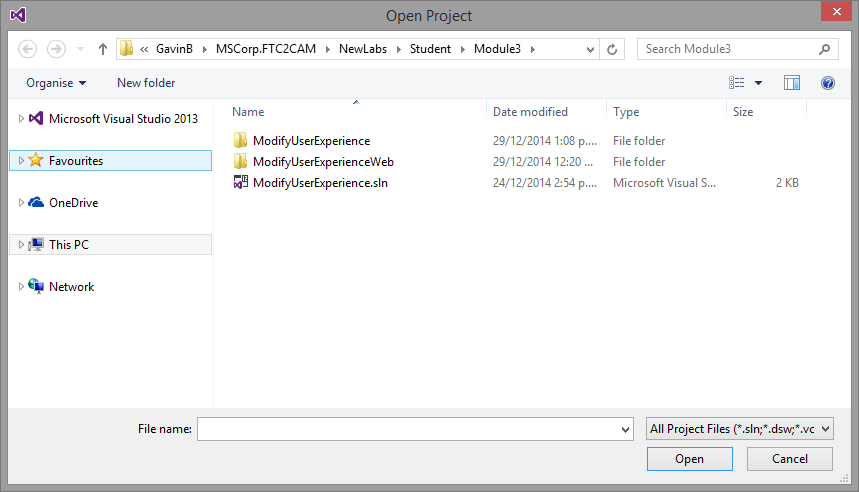 Open Project
« GavinB MSCorp.FTC2CAM NewLabs Student Module3 Search Module3
Organise New folder
Microsoft Visual Studio 2013
Favourites
OneDrive
This PC
Network
Name Date modified Type Size
ModifyUserExperience 29/12/2014 1:08 p.... File folder
ModifyUserExperienceWeb 29/12/2014 12:20 ... File folder
ModifyUserExperience.sln 24/12/2014 2:54 p.... Microsoft Visual S... 2 KB
File name: All Project Files (*.sln;*.dsw;*.vc
Open Cancel